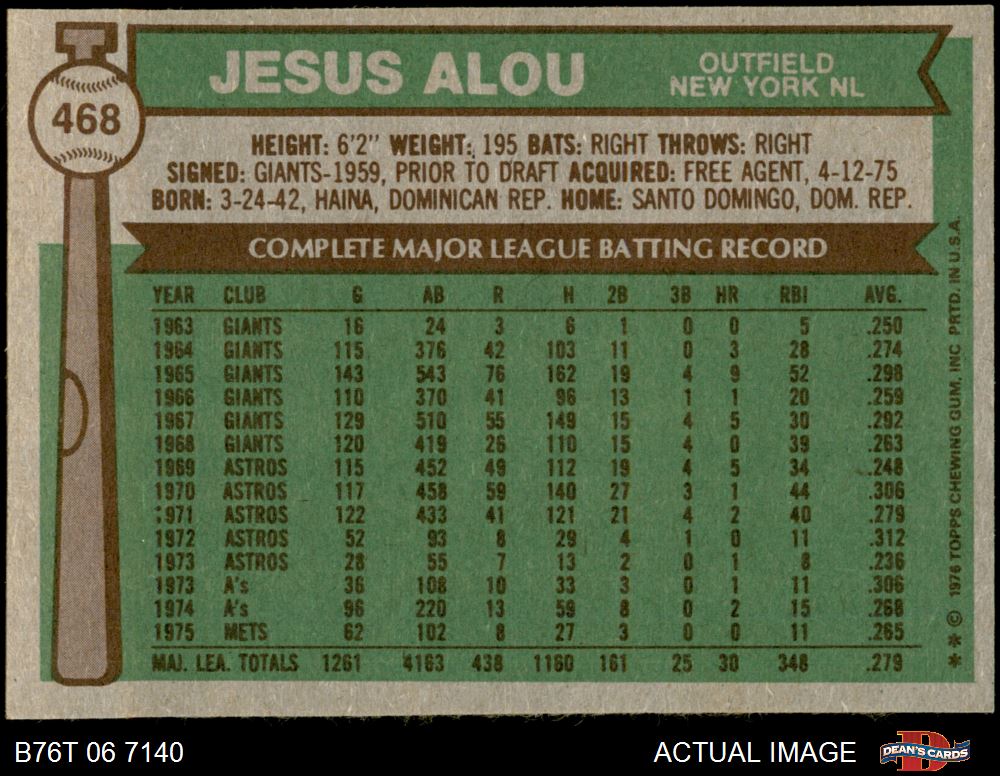 JESUS ALOU
OUTFIELD
NEW YORK NL
468
HEIGHT: 6'2" WEIGHT: 195 BATS: RIGHT THROWS: RIGHT
SIGNED: GIANTS-1959, PRIOR TO DRAFT ACQUIRED: FREE AGENT, 4-12-75
BORN: 3-24-42, HAINA, DOMINICAN REP. HOME: SANTO DOMINGO, DOM. REP.
COMPLETE MAJOR LEAGUE BATTING RECORD
YEAR CLUB G AB R H 2B 3B HR RBI AVG.
1963 GIANTS 16 24 3 6 1 0 0 5 .250
1964 GIANTS 115 376 42 103 11 0 3 28 .274
1965 GIANTS 143 543 76 162 19 4 9 52 .298
1966 GIANTS 110 370 41 96 13 1 1 20 .259
1967 GIANTS 129 510 55 149 15 4 5 30 .292
1968 GIANTS 120 419 26 110 15 4 0 39 .263
1969 ASTROS 115 452 49 112 19 4 5 34 .248
1970 ASTROS 117 458 59 140 27 3 1 44 .306
1971 ASTROS 122 433 41 121 21 4 2 40 .279
1972 ASTROS 52 93 8 29 4 1 0 11 .312
1973 ASTROS 28 55 7 13 2 0 1 8 .236
1973 A's 36 108 10 33 3 0 1 11 .306
1974 A's 96 220 13 59 8 0 2 15 .268
1975 METS 62 102 8 27 3 0 0 11 .265
MAJ. LEA. TOTALS 1261 4163 438 1160 161 25 30 348 .279
* * © 1976 TOPPS CHEWING GUM, INC PRTD. IN U.S.A.
B76T 06 7140
ACTUAL IMAGE
D
DEAN'S CARDS